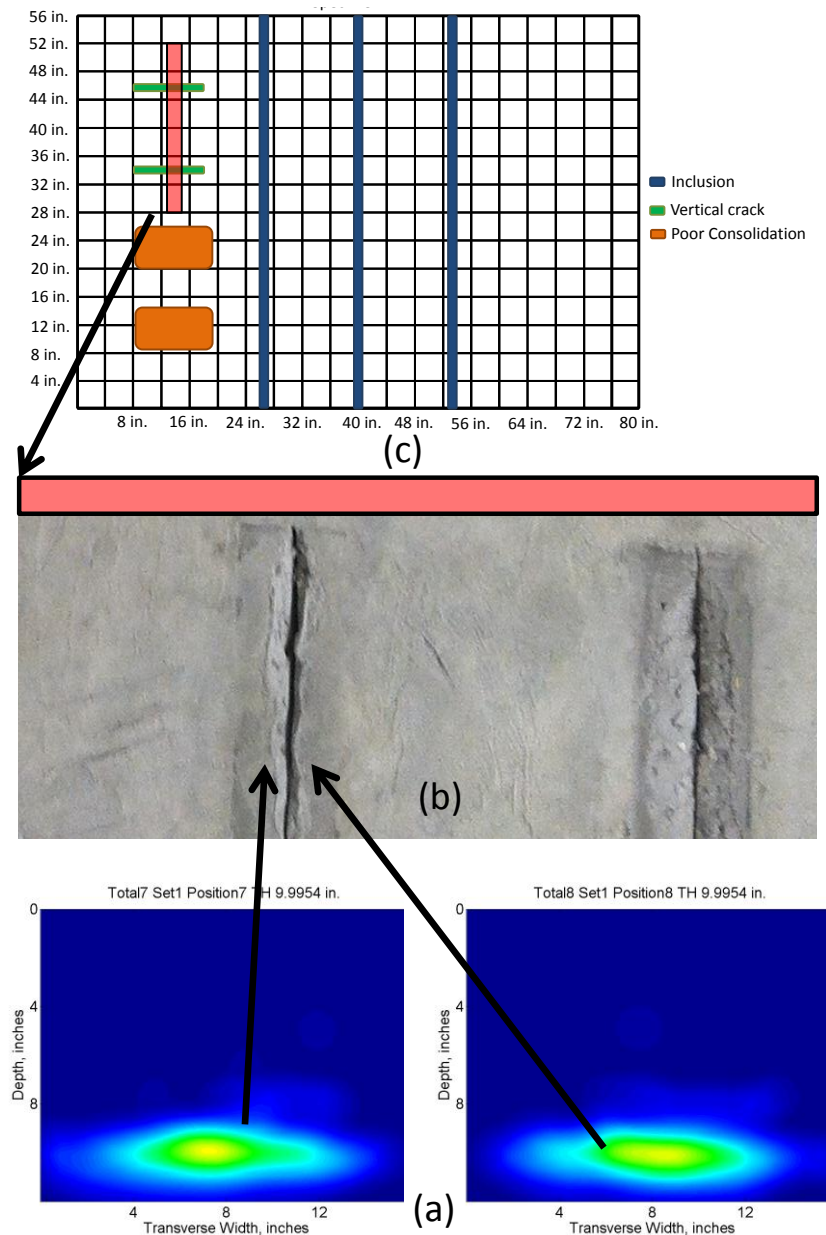 56 in.
52 in.
48 in.
44 in.
40 in.
36 in.
32 in.
28 in.
24 in.
20 in.
16 in.
12 in.
8 in.
4 in.
Inclusion
Vertical crack
Poor Consolidation
8 in. 16 in. 24 in. 32 in. 40 in. 48 in. 56 in. 64 in. 72 in. 80 in.
(c)
(b)
Total7 Set1 Position7 TH 9.9954 in.
0
4
8
Depth, inches
4 8 12
Transverse Width, inches
(a)
Total8 Set1 Position8 TH 9.9954 in.
0
4
8
Depth, inches
4 8 12
Transverse Width, inches